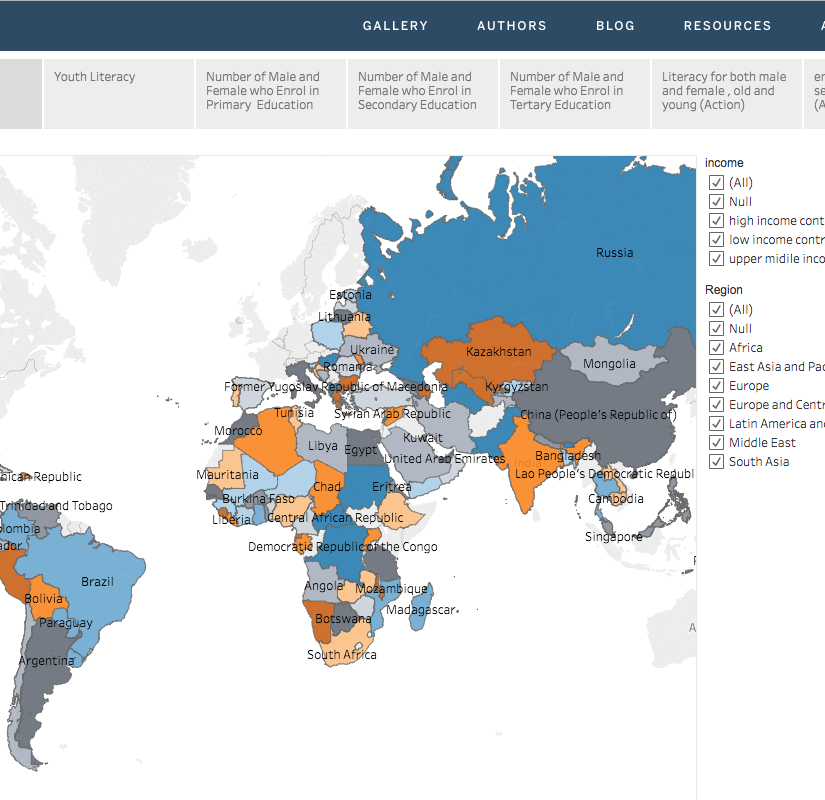 GALLERY AUTHORS BLOG RESOURCES
Youth Literacy
Number of Male and
Female who Enrol in
Primary Education
Number of Male and
Female who Enrol in
Secondary Education
Number of Male and
Female who Enrol in
Tertary Education
Literacy for both male
and female , old and
young (Action)
income
(All)
Null
high income cont
low income contr
upper midile inco
Region
(All)
Null
Africa
East Asia and Pac
Europe
Europe and Centr
Latin America and
Middle East
South Asia
Russia
Estonia
Lithuania
Ukraine
Kazakhstan
Mongolia
Romania
Former Yugoslav Republic of Macedonia
Kyrgyzstan
Tunisia
Syrian Arab Republic
China (People's Republic of)
Morocco
Libya
Egypt
Kuwait
United Arab Emirates
India
Bangladesh
Lao People's Democratic Republ
Mauritania
Chad
Eritrea
Burkina Faso
Cambodia
Liberia
Central African Republic
Singapore
Democratic Republic of the Congo
nican Republic
Trinidad and Tobago
olombia
ador
Brazil
Bolivia
Paraguay
Argentina
Angola
Mozambique
Madagascar
Botswana
South Africa